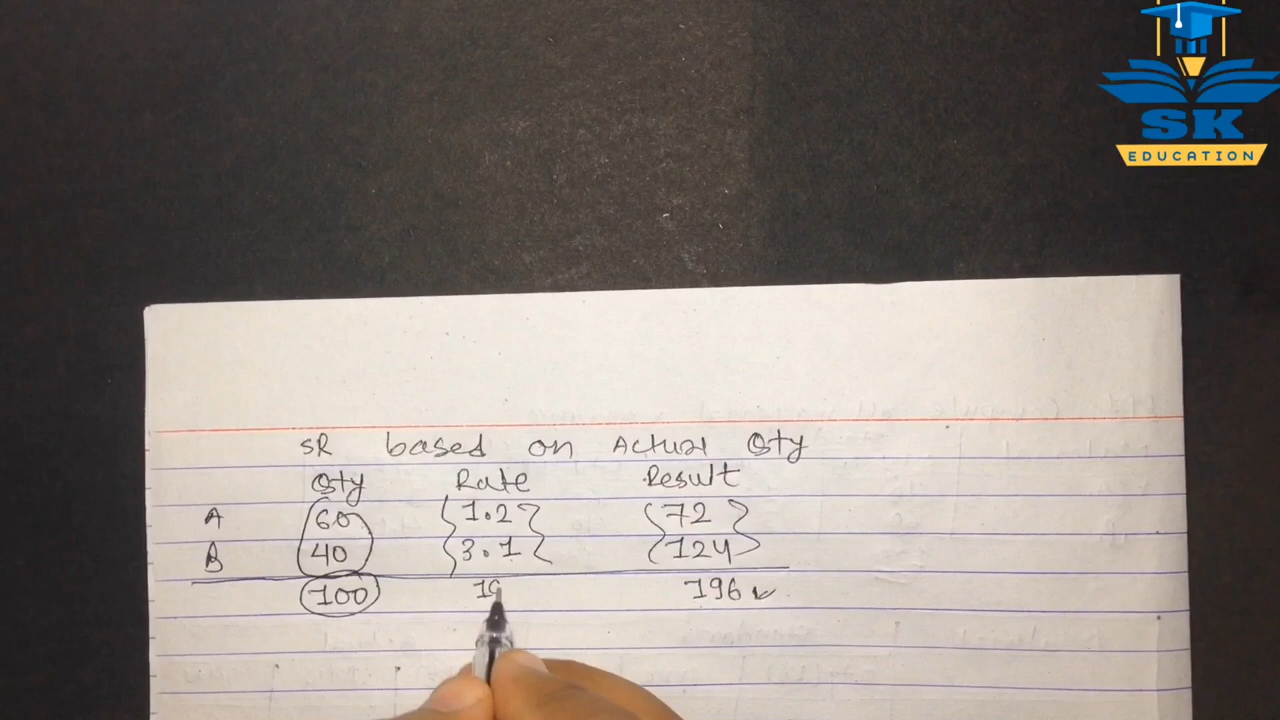 SK
EDUCATION
SR based on Actual Qty
Qty Rate Result
A 60 1.2 72
B 40 3.1 124
100 19 196